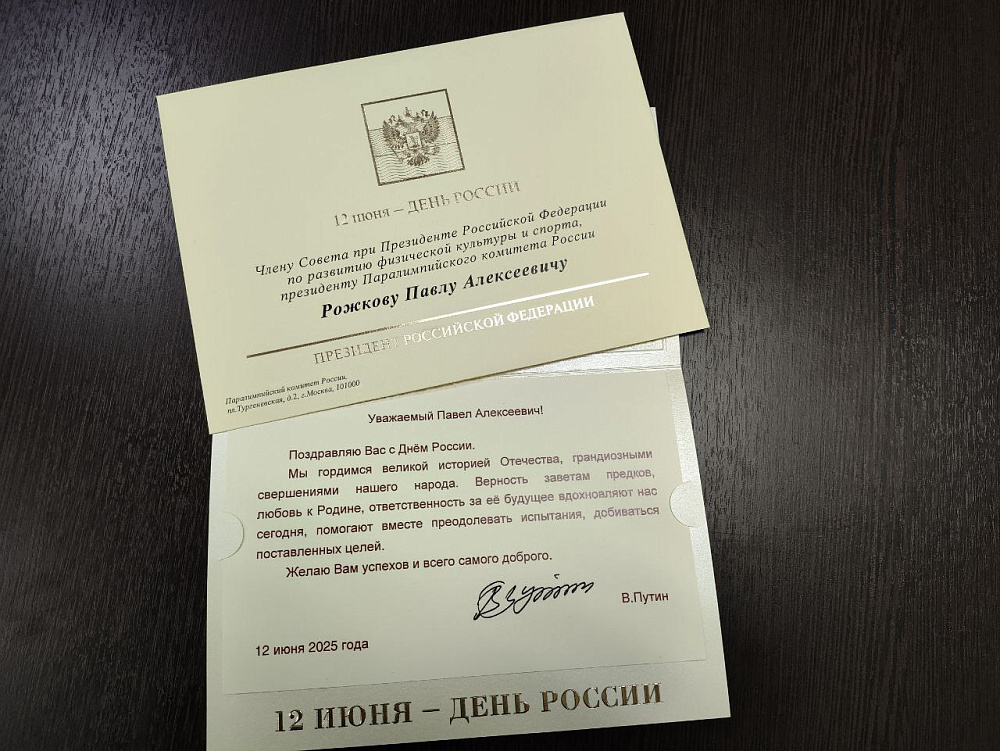 12 июня – ДЕНЬ РОССИИ
Члену Совета при Президенте Российской Федерации
по развитию физической культуры и спорта,
президенту Паралимпийского комитета России
Рожкову Павлу Алексеевичу
ПРЕЗИДЕНТ РОССИЙСКОЙ ФЕДЕРАЦИИ
Паралимпийский комитет России,
пл.Тургеневская, д.2, г.Москва, 101000
Уважаемый Павел Алексеевич!
Поздравляю Вас с Днём России.
Мы гордимся великой историей Отечества, грандиозными
свершениями нашего народа. Верность заветам предков,
любовь к Родине, ответственность за её будущее вдохновляют нас
сегодня, помогают вместе преодолевать испытания, добиваться
поставленных целей.
Желаю Вам успехов и всего самого доброго.
В.Путин
12 июня 2025 года
12 ИЮНЯ – ДЕНЬ РОССИИ